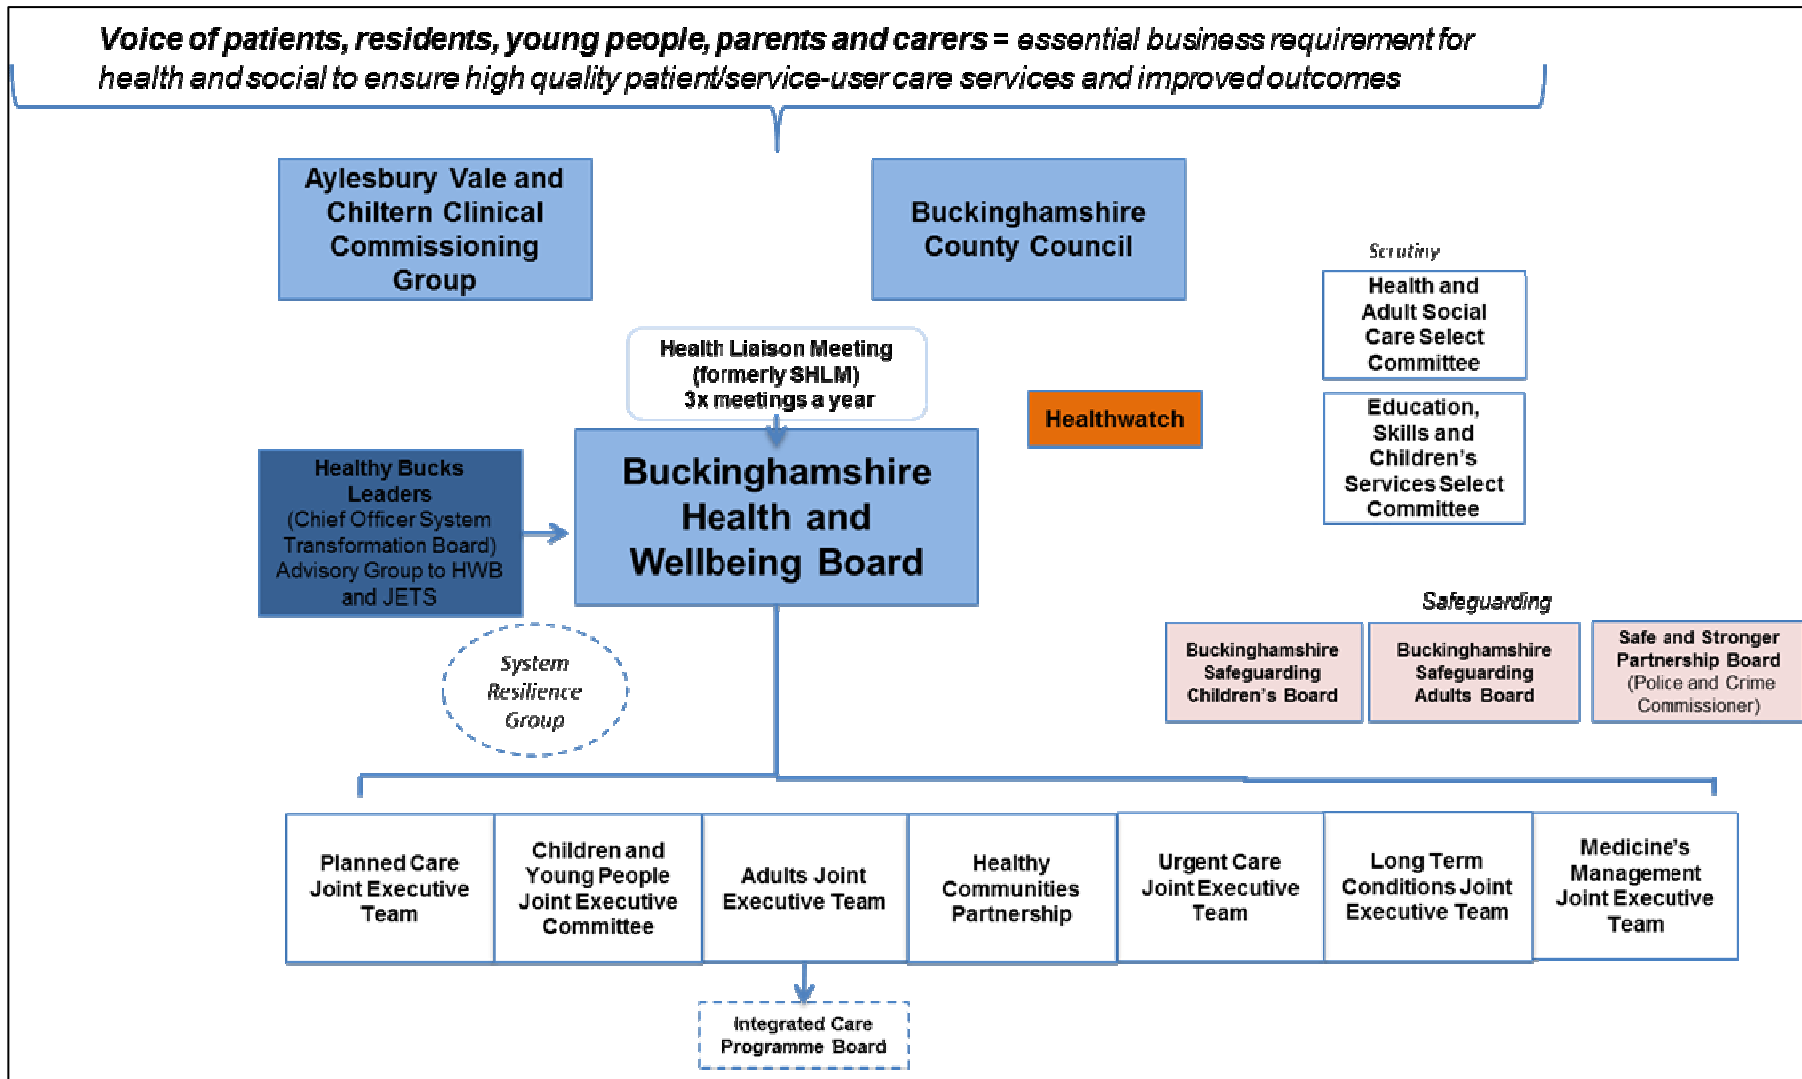 Voice of patients, residents, young people, parents and carers = essential business requirement for
health and social to ensure high quality patient/service-user care services and improved outcomes
Aylesbury Vale and
Chiltern Clinical
Commissioning
Group
Buckinghamshire
County Council
Scrutiny
Health and
Adult Social
Care Select
Committee
Health Liaison Meeting
(formerly SHLM)
3x meetings a year
Healthwatch
Education,
Skills and
Children's
Services Select
Committee
Healthy Bucks
Leaders
(Chief Officer System
Transformation Board)
Advisory Group to HWB
and JETS
Buckinghamshire
Health and
Wellbeing Board
System
Resilience
Group
Safeguarding
Buckinghamshire
Safeguarding
Children's Board
Buckinghamshire
Safeguarding
Adults Board
Safe and Stronger
Partnership Board
(Police and Crime
Commissioner)
Planned Care
Joint Executive
Team
Children and
Young People
Joint Executive
Committee
Adults Joint
Executive Team
Healthy
Communities
Partnership
Urgent Care
Joint Executive
Team
Long Term
Conditions Joint
Executive Team
Medicine's
Management
Joint Executive
Team
Integrated Care
Programme Board